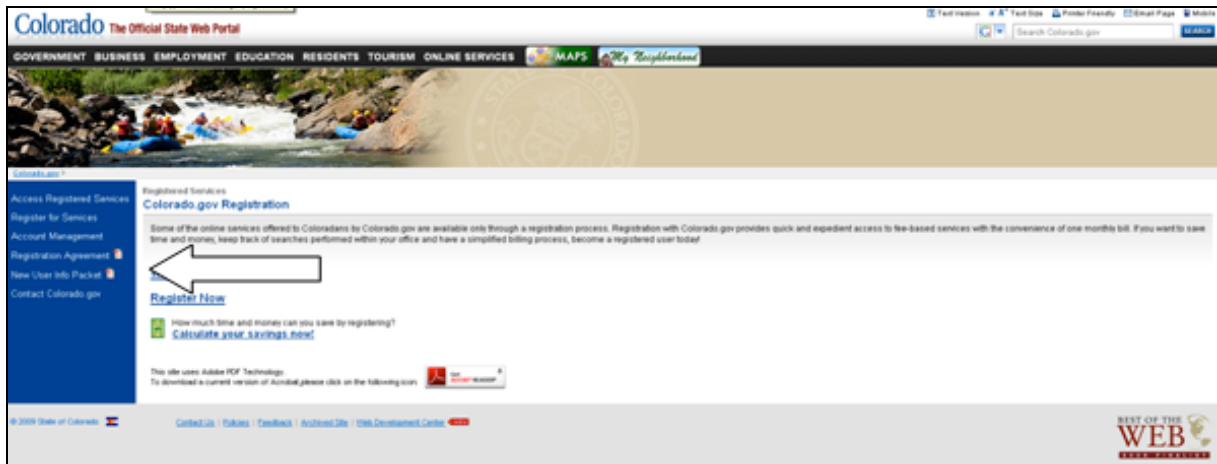 Text Version A A+ Text Size Printer Friendly Email Page Mobile
Colorado The Official State Web Portal
Search Colorado.gov SEARCH
GOVERNMENT BUSINESS EMPLOYMENT EDUCATION RESIDENTS TOURISM ONLINE SERVICES MAPS My Neighborhood
Colorado.gov >
Access Registered Services
Register for Services
Account Management
Registration Agreement
New User Info Packet
Contact Colorado.gov
Registered Services
Colorado.gov Registration
Some of the online services offered to Coloradans by Colorado.gov are available only through a registration process. Registration with Colorado.gov provides quick and expedient access to fee-based services with the convenience of one monthly bill. If you want to save
time and money, keep track of searches performed within your office and have a simplified billing process, become a registered user today!
Register Now
How much time and money can you save by registering?
Calculate your savings now!
This site uses Adobe PDF Technology.
To download a current version of Acrobat,please click on the following icon
Get ADOBE READER
© 2009 State of Colorado
Contact Us | Policies | Feedback | Archived Site | Web Development Center
BEST OF THE
WEB
FINALIST